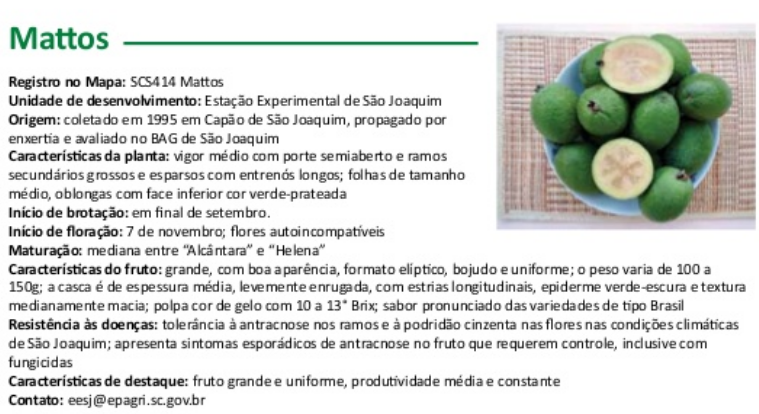 Mattos
Registro no Mapa: SCS414 Mattos
Unidade de desenvolvimento: Estação Experimental de São Joaquim
Origem: coletado em 1995 em Capão de São Joaquim, propagado por
enxertia e avaliado no BAG de São Joaquim
Características da planta: vigor médio com porte semiaberto e ramos
secundários grossos e esparsos com entrenós longos; folhas de tamanho
médio, oblongas com face inferior cor verde-prateada
Início de brotação: em final de setembro.
Início de floração: 7 de novembro; flores autoincompatíveis
Maturação: mediana entre “Alcântara” e “Helena”
Características do fruto: grande, com boa aparência, formato elíptico, bojudo e uniforme; o peso varia de 100 a
150g; a casca é de espessura média, levemente enrugada, com estrias longitudinais, epiderme verde-escura e textura
medianamente macia; polpa cor de gelo com 10 a 13° Brix; sabor pronunciado das variedades de tipo Brasil
Resistência às doenças: tolerância à antracnose nos ramos e à podridão cinzenta nas flores nas condições climáticas
de São Joaquim; apresenta sintomas esporádicos de antracnose no fruto que requerem controle, inclusive com
fungicidas
Características de destaque: fruto grande e uniforme, produtividade média e constante
Contato: eesj@epagri.sc.gov.br